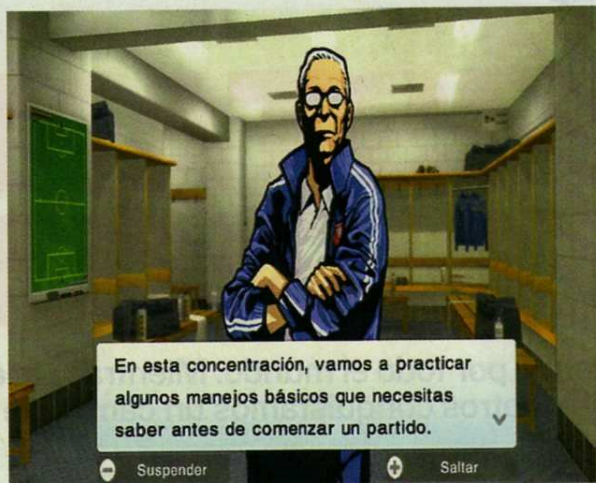 En esta concentración, vamos a practicar
algunos manejos básicos que necesitas
saber antes de comenzar un partido.
Suspender
Saltar